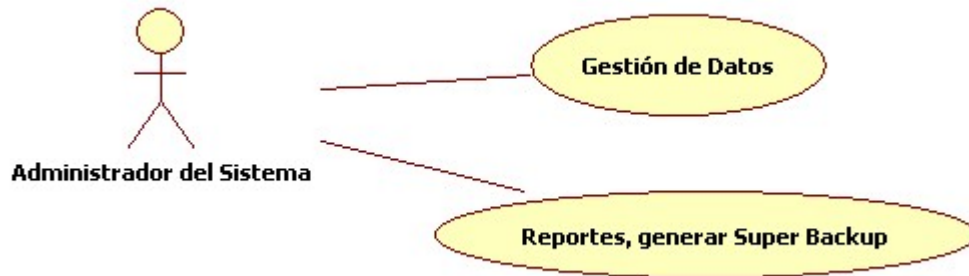 Gestión de Datos
Administrador del Sistema
Reportes, generar Super Backup